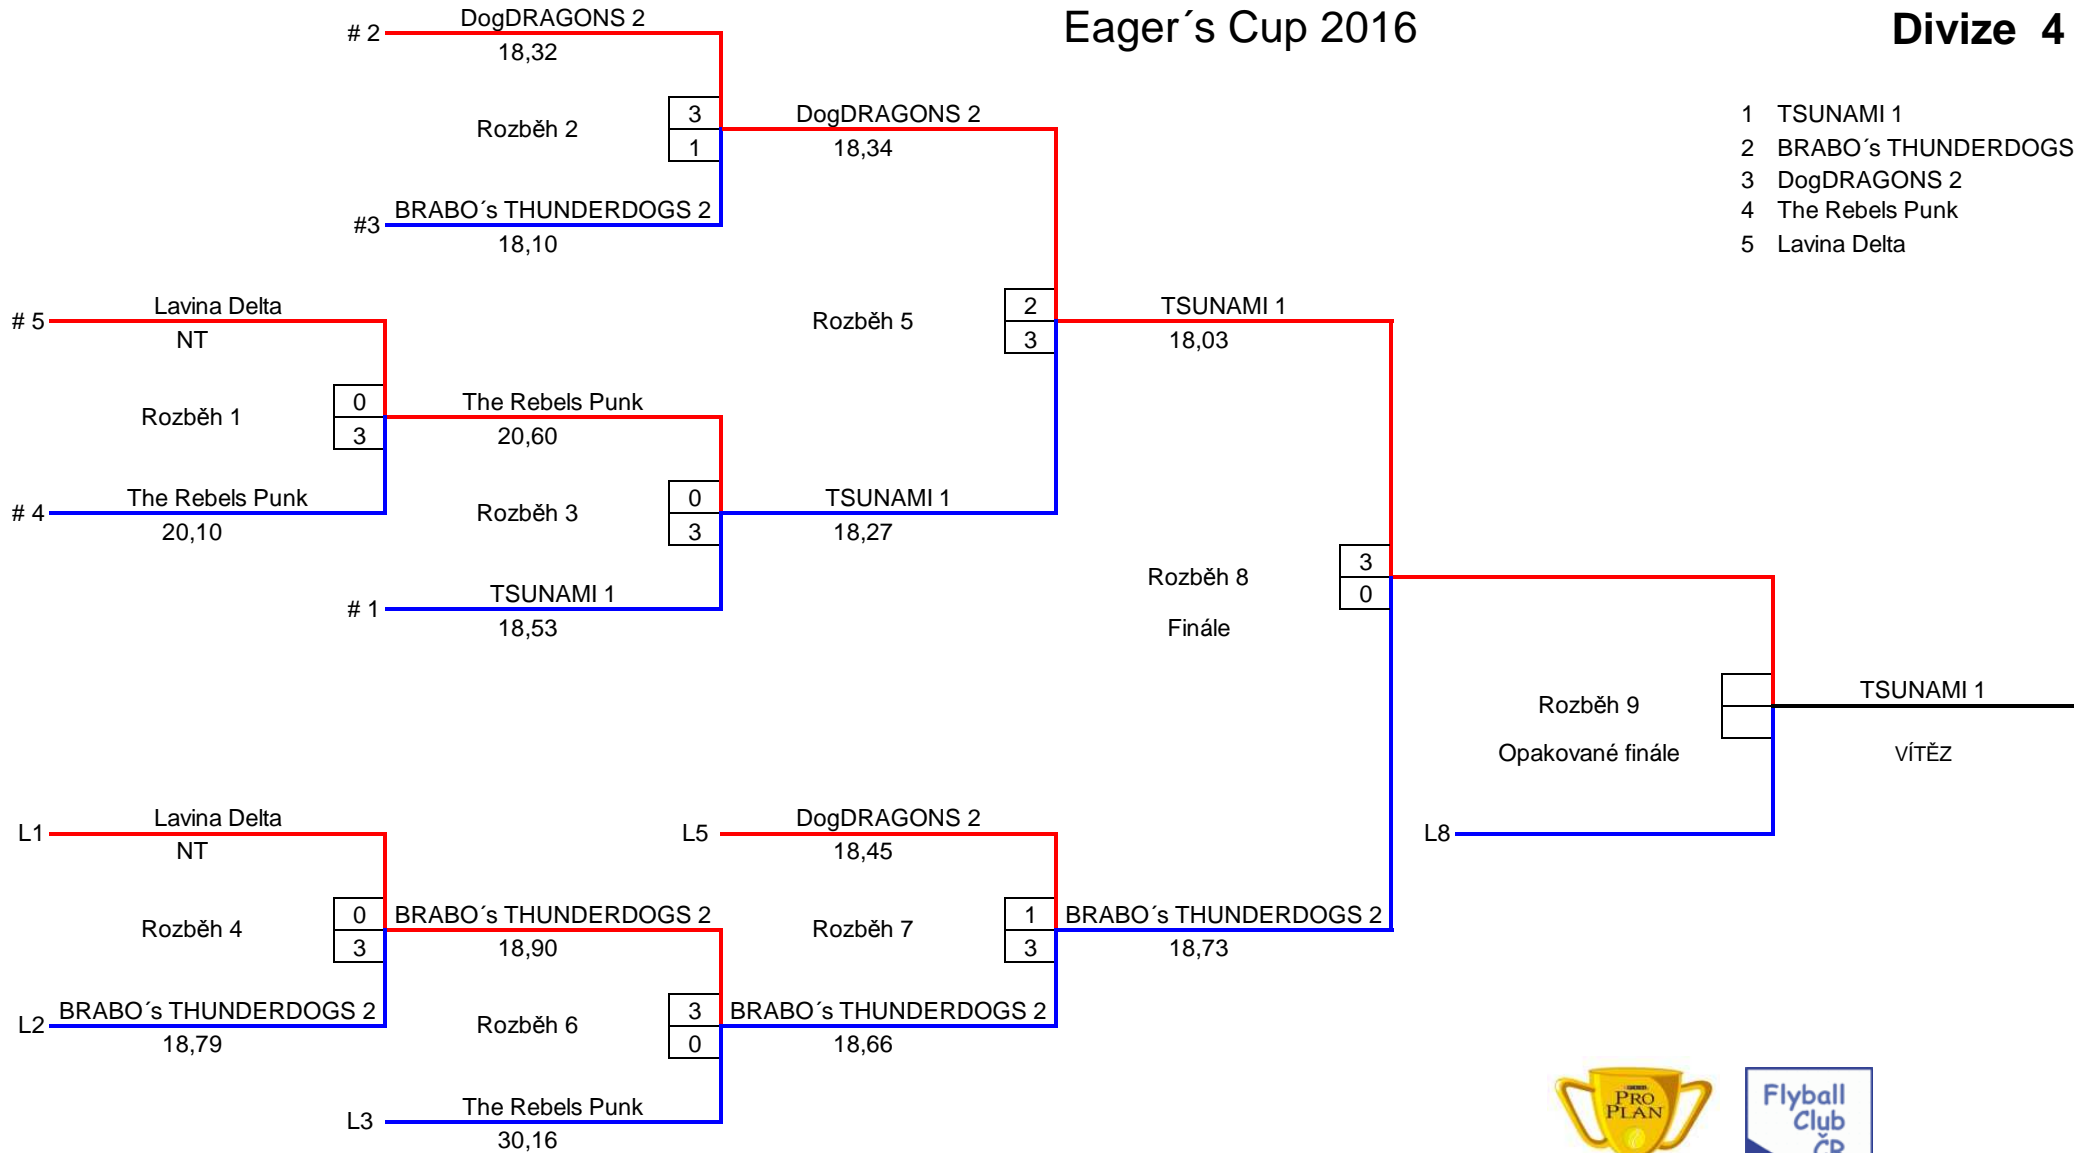 Eager´s Cup 2016
Divize 4
1 TSUNAMI 1
2 BRABO´s THUNDERDOGS
3 DogDRAGONS 2
4 The Rebels Punk
5 Lavina Delta
# 2
DogDRAGONS 2
18,32
Rozběh 2
3
1
#3
BRABO´s THUNDERDOGS 2
18,10
DogDRAGONS 2
18,34
# 5
Lavina Delta
NT
Rozběh 1
0
3
# 4
The Rebels Punk
20,10
The Rebels Punk
20,60
Rozběh 3
0
3
# 1
TSUNAMI 1
18,53
Rozběh 5
2
3
TSUNAMI 1
18,27
TSUNAMI 1
18,03
Rozběh 8
3
0
Finále
Rozběh 9
Opakované finále
TSUNAMI 1
VÍTĚZ
L8
L1
Lavina Delta
NT
Rozběh 4
0
3
L2
BRABO´s THUNDERDOGS 2
18,79
BRABO´s THUNDERDOGS 2
18,90
Rozběh 6
3
0
L3
The Rebels Punk
30,16
L5
DogDRAGONS 2
18,45
Rozběh 7
1
3
BRABO´s THUNDERDOGS 2
18,66
BRABO´s THUNDERDOGS 2
18,73
PRO
PLAN
Flyball
Club
ČR